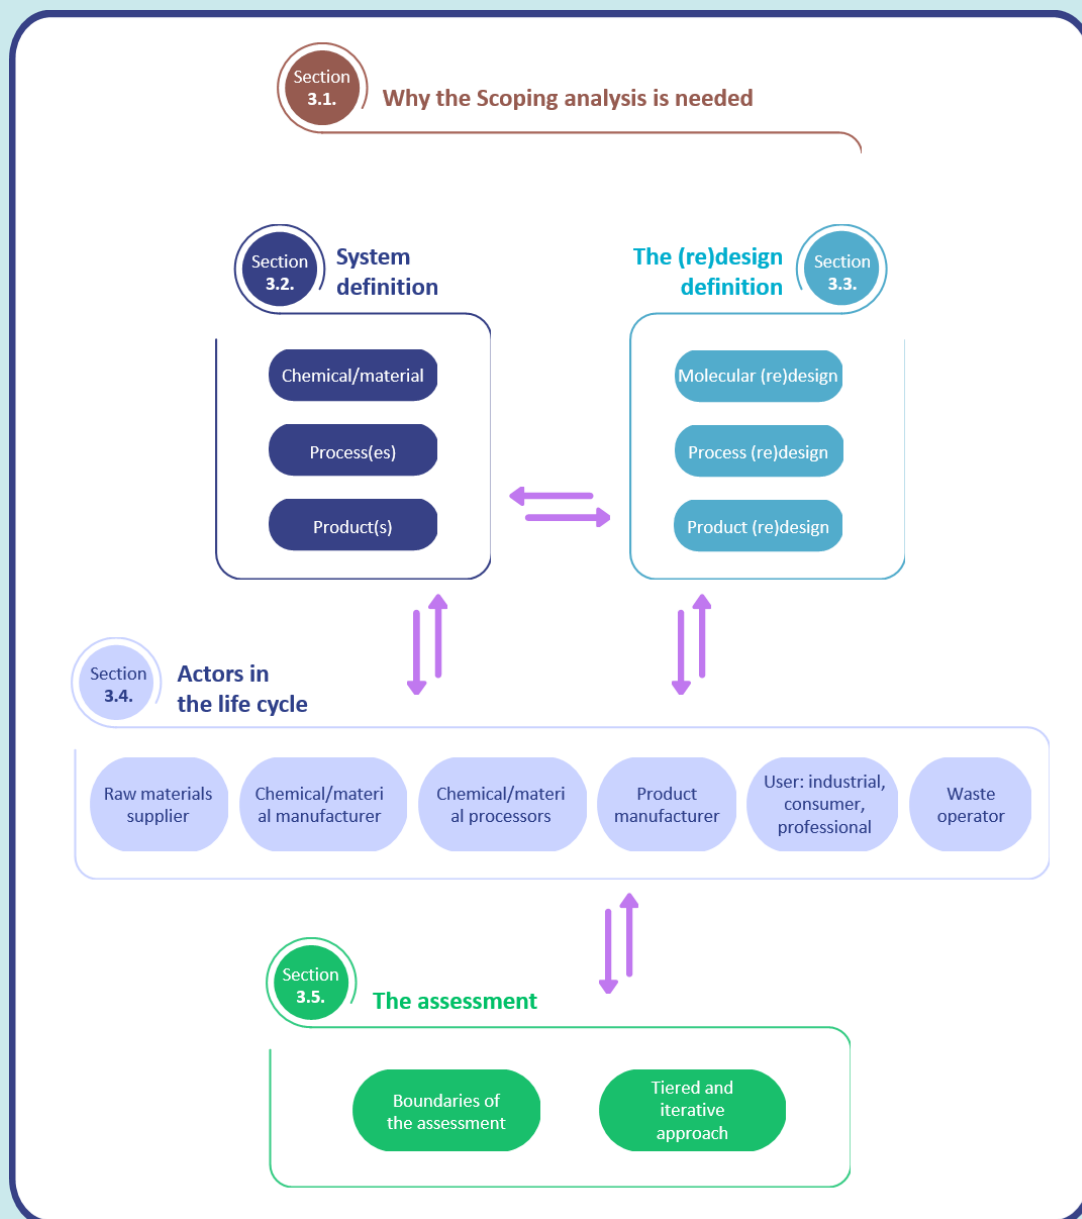 Section
3.1.
Why the Scoping analysis is needed
Section
3.2.
System
definition
The (re)design
definition
Section
3.3.
Chemical/material
Process(es)
Product(s)
Molecular (re)design
Process (re)design
Product (re)design
Section
3.4.
Actors in
the life cycle
Raw materials
supplier
Chemical/materi
al manufacturer
Chemical/materi
al processors
Product
manufacturer
User: industrial,
consumer,
professional
Waste
operator
Section
3.5.
The assessment
Boundaries of
the assessment
Tiered and
iterative
approach